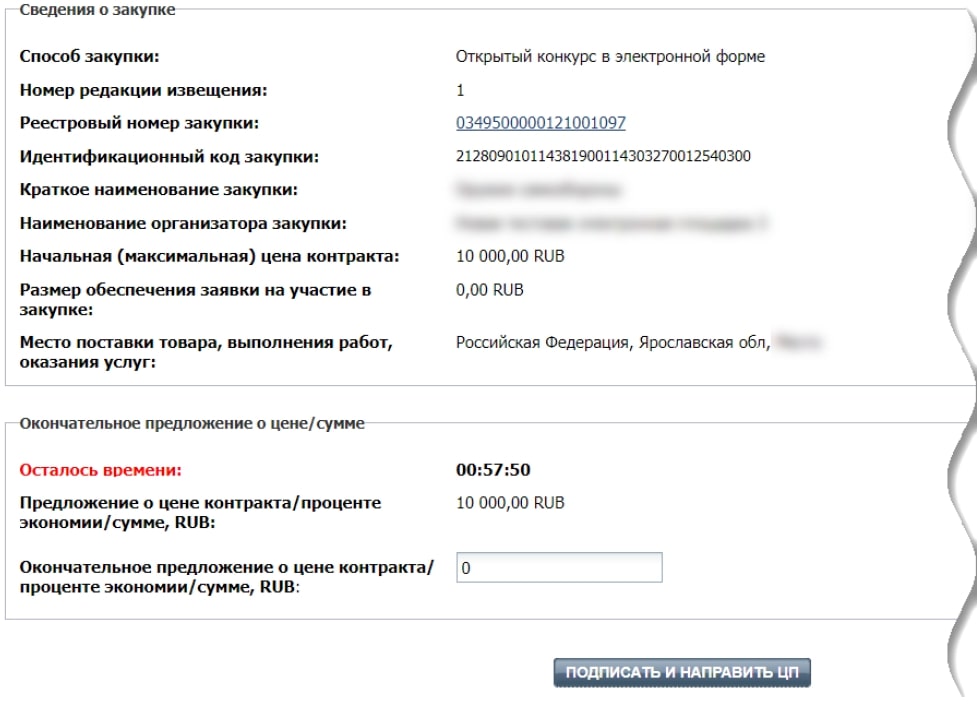 Сведения о закупке
Способ закупки: Открытый конкурс в электронной форме
Номер редакции извещения: 1
Реестровый номер закупки: 0349500000121001097
Идентификационный код закупки: 212809010114381900114303270012540300
Краткое наименование закупки:
Наименование организатора закупки:
Начальная (максимальная) цена контракта: 10 000,00 RUB
Размер обеспечения заявки на участие в 0,00 RUB
закупке:
Место поставки товара, выполнения работ, Российская Федерация, Ярославская обл,
оказания услуг:
Окончательное предложение о цене/сумме
Осталось времени: 00:57:50
Предложение о цене контракта/проценте 10 000,00 RUB
экономии/сумме, RUB:
Окончательное предложение о цене контракта/ 0
проценте экономии/сумме, RUB:
ПОДПИСАТЬ И НАПРАВИТЬ ЦП